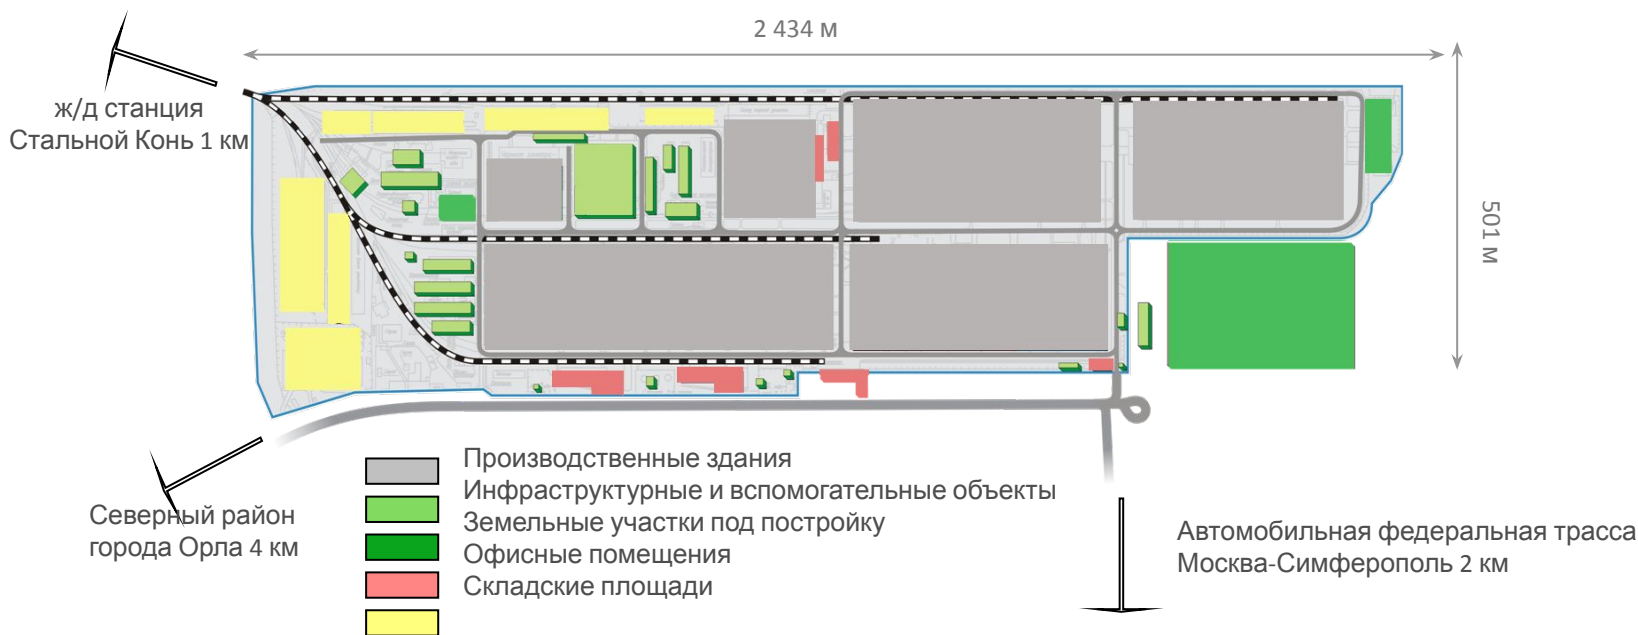 2 434 м
ж/д станция
Стальной Конь 1 км
501 м
Производственные здания
Инфраструктурные и вспомогательные объекты
Земельные участки под постройку
Офисные помещения
Складские площади
Северный район
города Орла 4 км
Автомобильная федеральная трасса
Москва-Симферополь 2 км